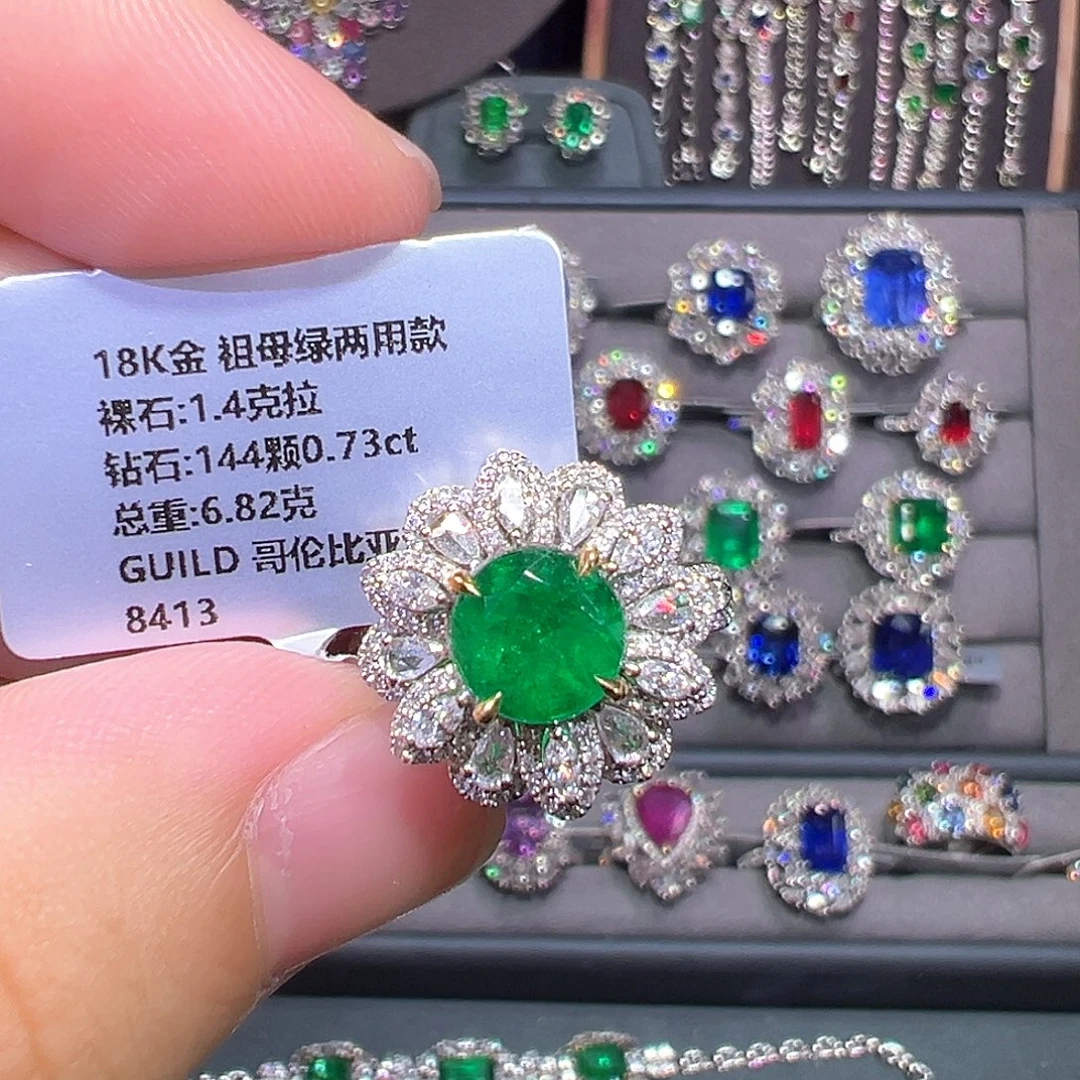 18K金 祖母绿两用款
裸石:1.4克拉
钻石:144颗0.73ct
总重:6.82克
GUILD 哥伦比亚
8413